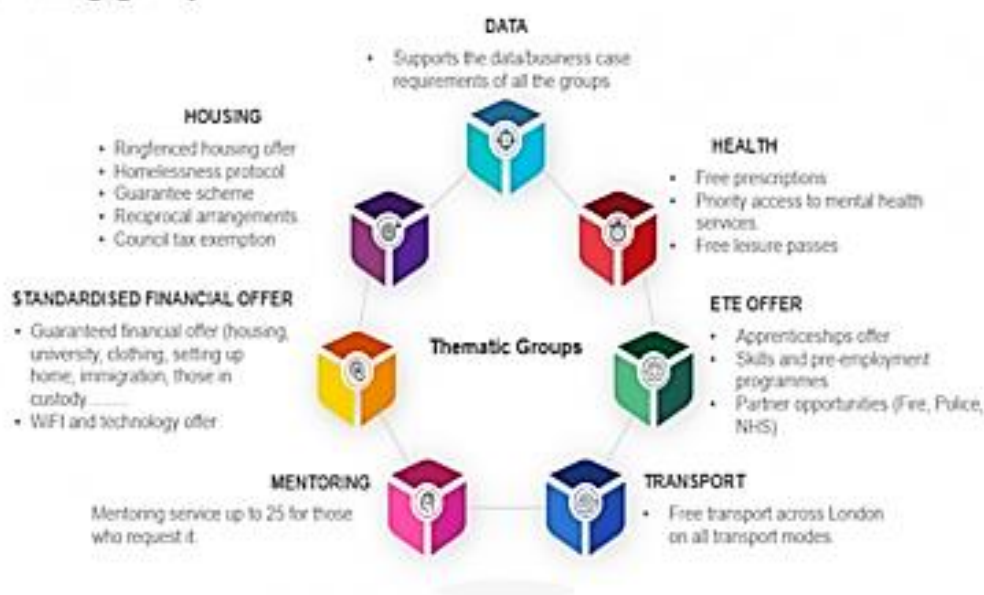 DATA
• Supports the data/business case
requirements of all the groups
HOUSING
• Ringfenced housing offer
• Homelessness protocol
• Guarantee scheme
• Reciprocal arrangements
• Council tax exemption
HEALTH
• Free prescriptions
• Priority access to mental health
services.
• Free leisure passes
STANDARDISED FINANCIAL OFFER
• Guaranteed financial offer (housing,
university, clothing, setting up
home, immigration, those in
custody..........
• WiFI and technology offer
Thematic Groups
ETE OFFER
• Apprenticeships offer
• Skills and pre-employment
programmes
• Partner opportunities (Fire, Police,
NHS)
MENTORING
Mentoring service up to 25 for those
who request it.
TRANSPORT
• Free transport across London
on all transport modes.